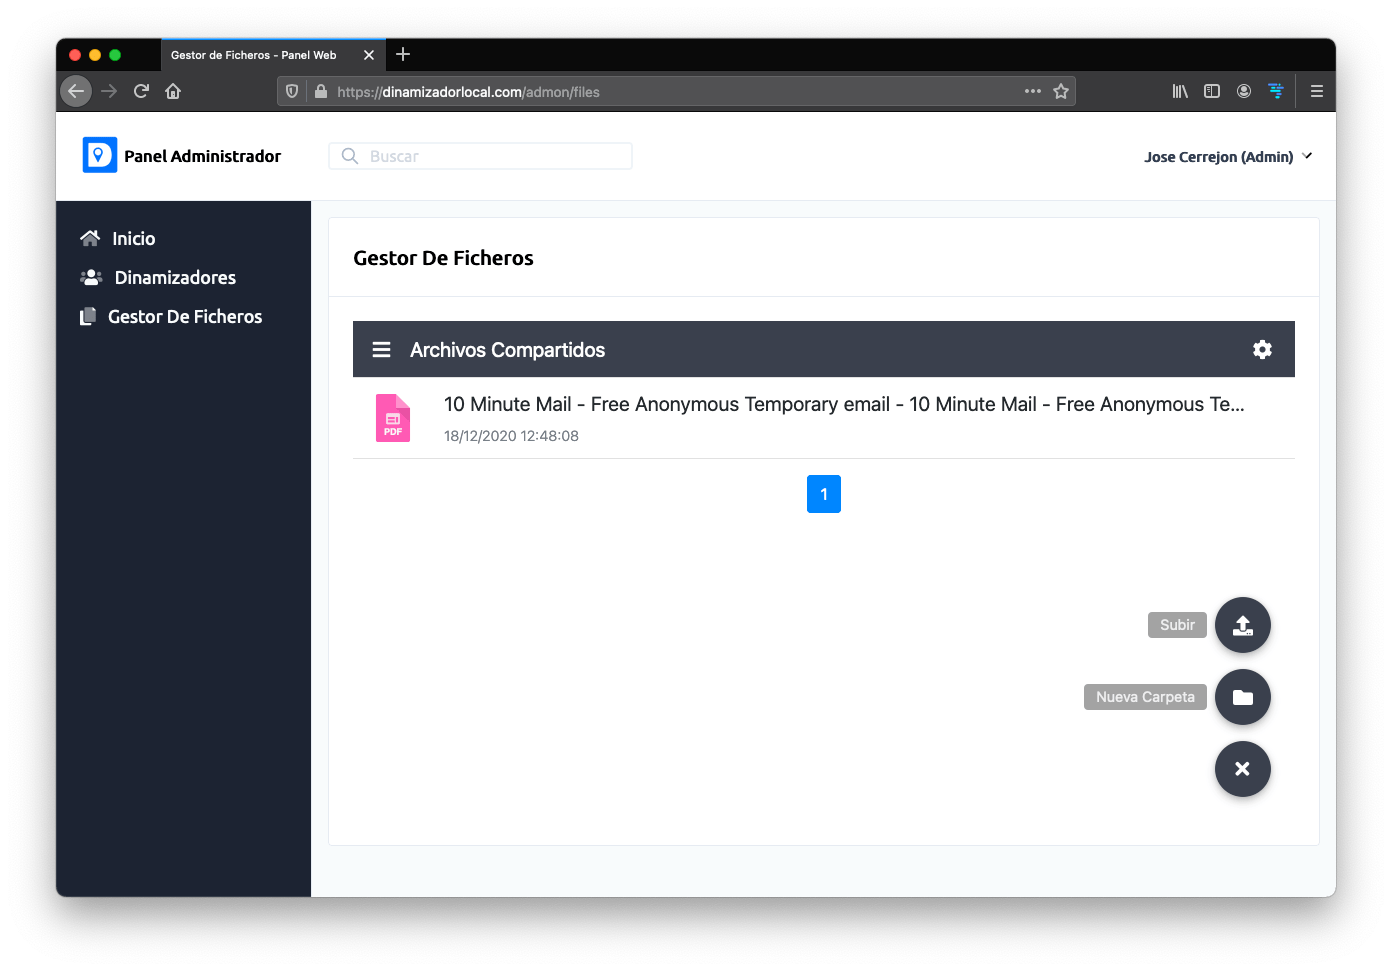 Gestor de Ficheros - Panel Web
https://dinamizadorlocal.com/admon/files
Panel Administrador
Buscar
Jose Cerrejon (Admin)
Inicio
Dinamizadores
Gestor De Ficheros
Gestor De Ficheros
Archivos Compartidos
10 Minute Mail - Free Anonymous Temporary email - 10 Minute Mail - Free Anonymous Te...
PDF
18/12/2020 12:48:08
1
Subir
Nueva Carpeta